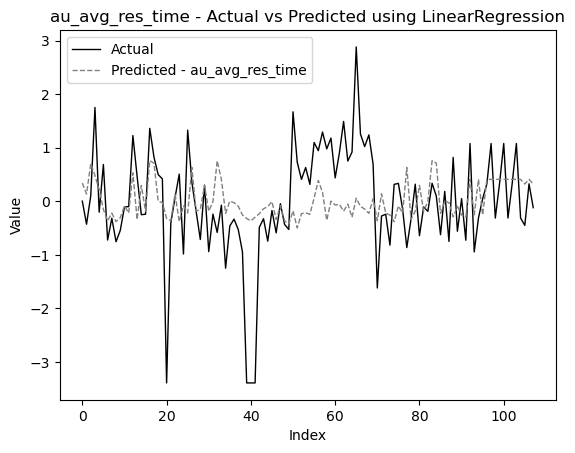 au_avg_res_time - Actual vs Predicted using LinearRegression
Actual
Predicted - au_avg_res_time
3
2
1
0
−1
−2
−3
Value
0
20
40
60
80
100
Index